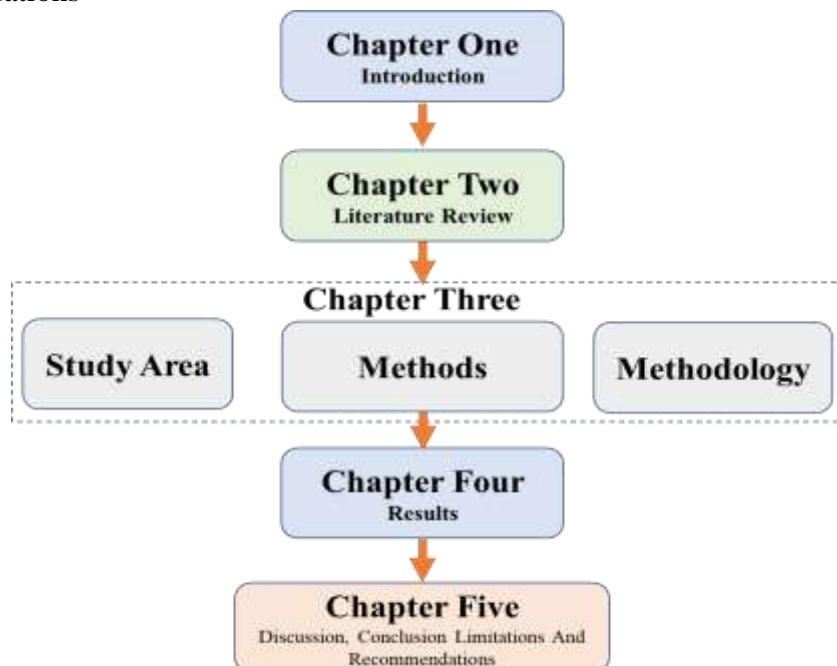 Chapter One
Introduction
Chapter Two
Literature Review
Chapter Three
Study Area
Methods
Methodology
Chapter Four
Results
Chapter Five
Discussion, Conclusion Limitations And
Recommendations